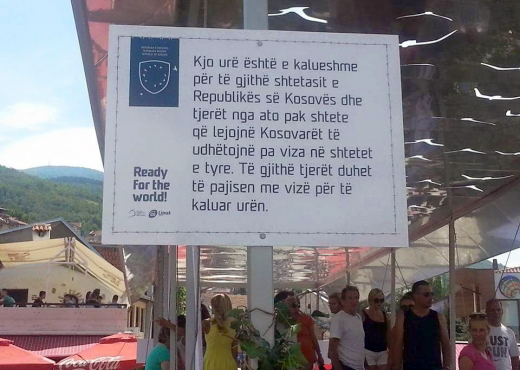 Kjo urë është e kalueshme
për të gjithë shtetasit e
Republikës së Kosovës dhe
tjerët nga ato pak shtete
që lejojnë Kosovarët të
udhëtojnë pa viza në shtetet
e tyre. Të gjithë tjerët duhet
të pajisen me vizë për të
kaluar urën.
Ready
for the
world!
JUST
RUN